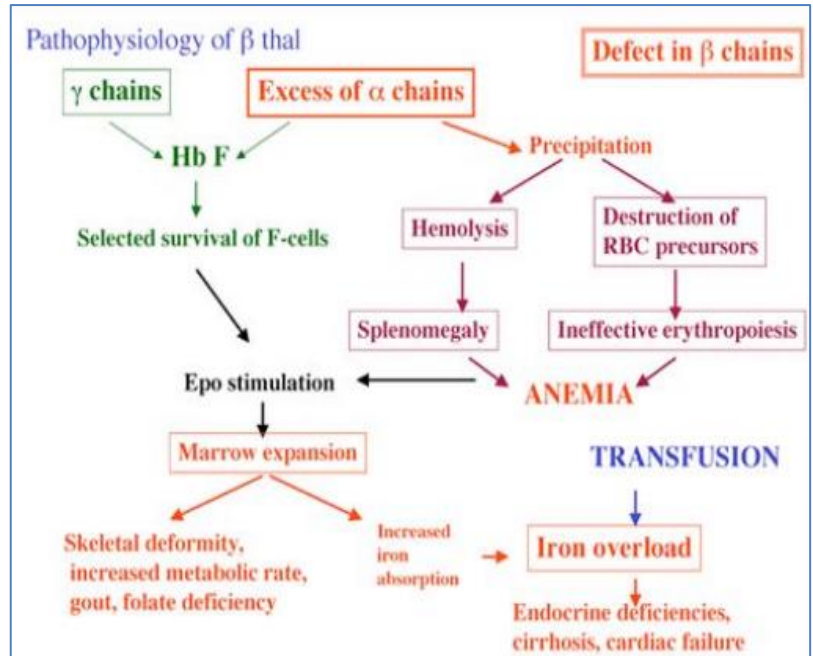 Pathophysiology of β thal
Defect in β chains
γ chains
Excess of α chains
Hb F
Precipitation
Selected survival of F-cells
Hemolysis
Destruction of
RBC precursors
Splenomegaly
Ineffective erythropoiesis
Epo stimulation
ANEMIA
Marrow expansion
TRANSFUSION
Skeletal deformity,
increased metabolic rate,
gout, folate deficiency
Increased
iron
absorption
Iron overload
Endocrine deficiencies,
cirrhosis, cardiac failure